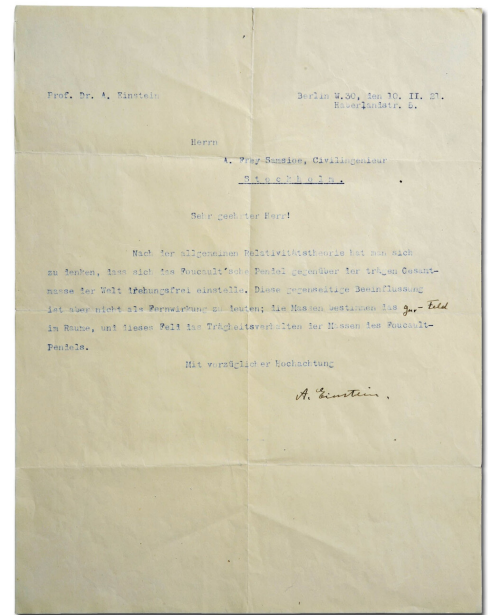 Prof. Dr. A. Einstein
Berlin W.30, den 10. II. 21.
Haberlandstr. 5.
Herrn
A. Frey Samsioe, Civilingenieur
Stockholm.
Sehr geehrter Herr!
Nach der allgemeinen Relativitätstheorie hat man sich
zu denken, dass sich das Foucault'sche Pendel gegenüber der trägen Gesamt-
masse der Welt drehungsfrei einstelle. Diese gegenseitige Beeinflussung
ist aber nicht als Fernwirkung zu deuten; die Massen bestimmen das gμν-Feld
im Raume, und dieses Feld das Trägheitsverhalten der Massen des Foucault-
Pendels.
Mit vorzüglicher Hochachtung
A. Einstein.